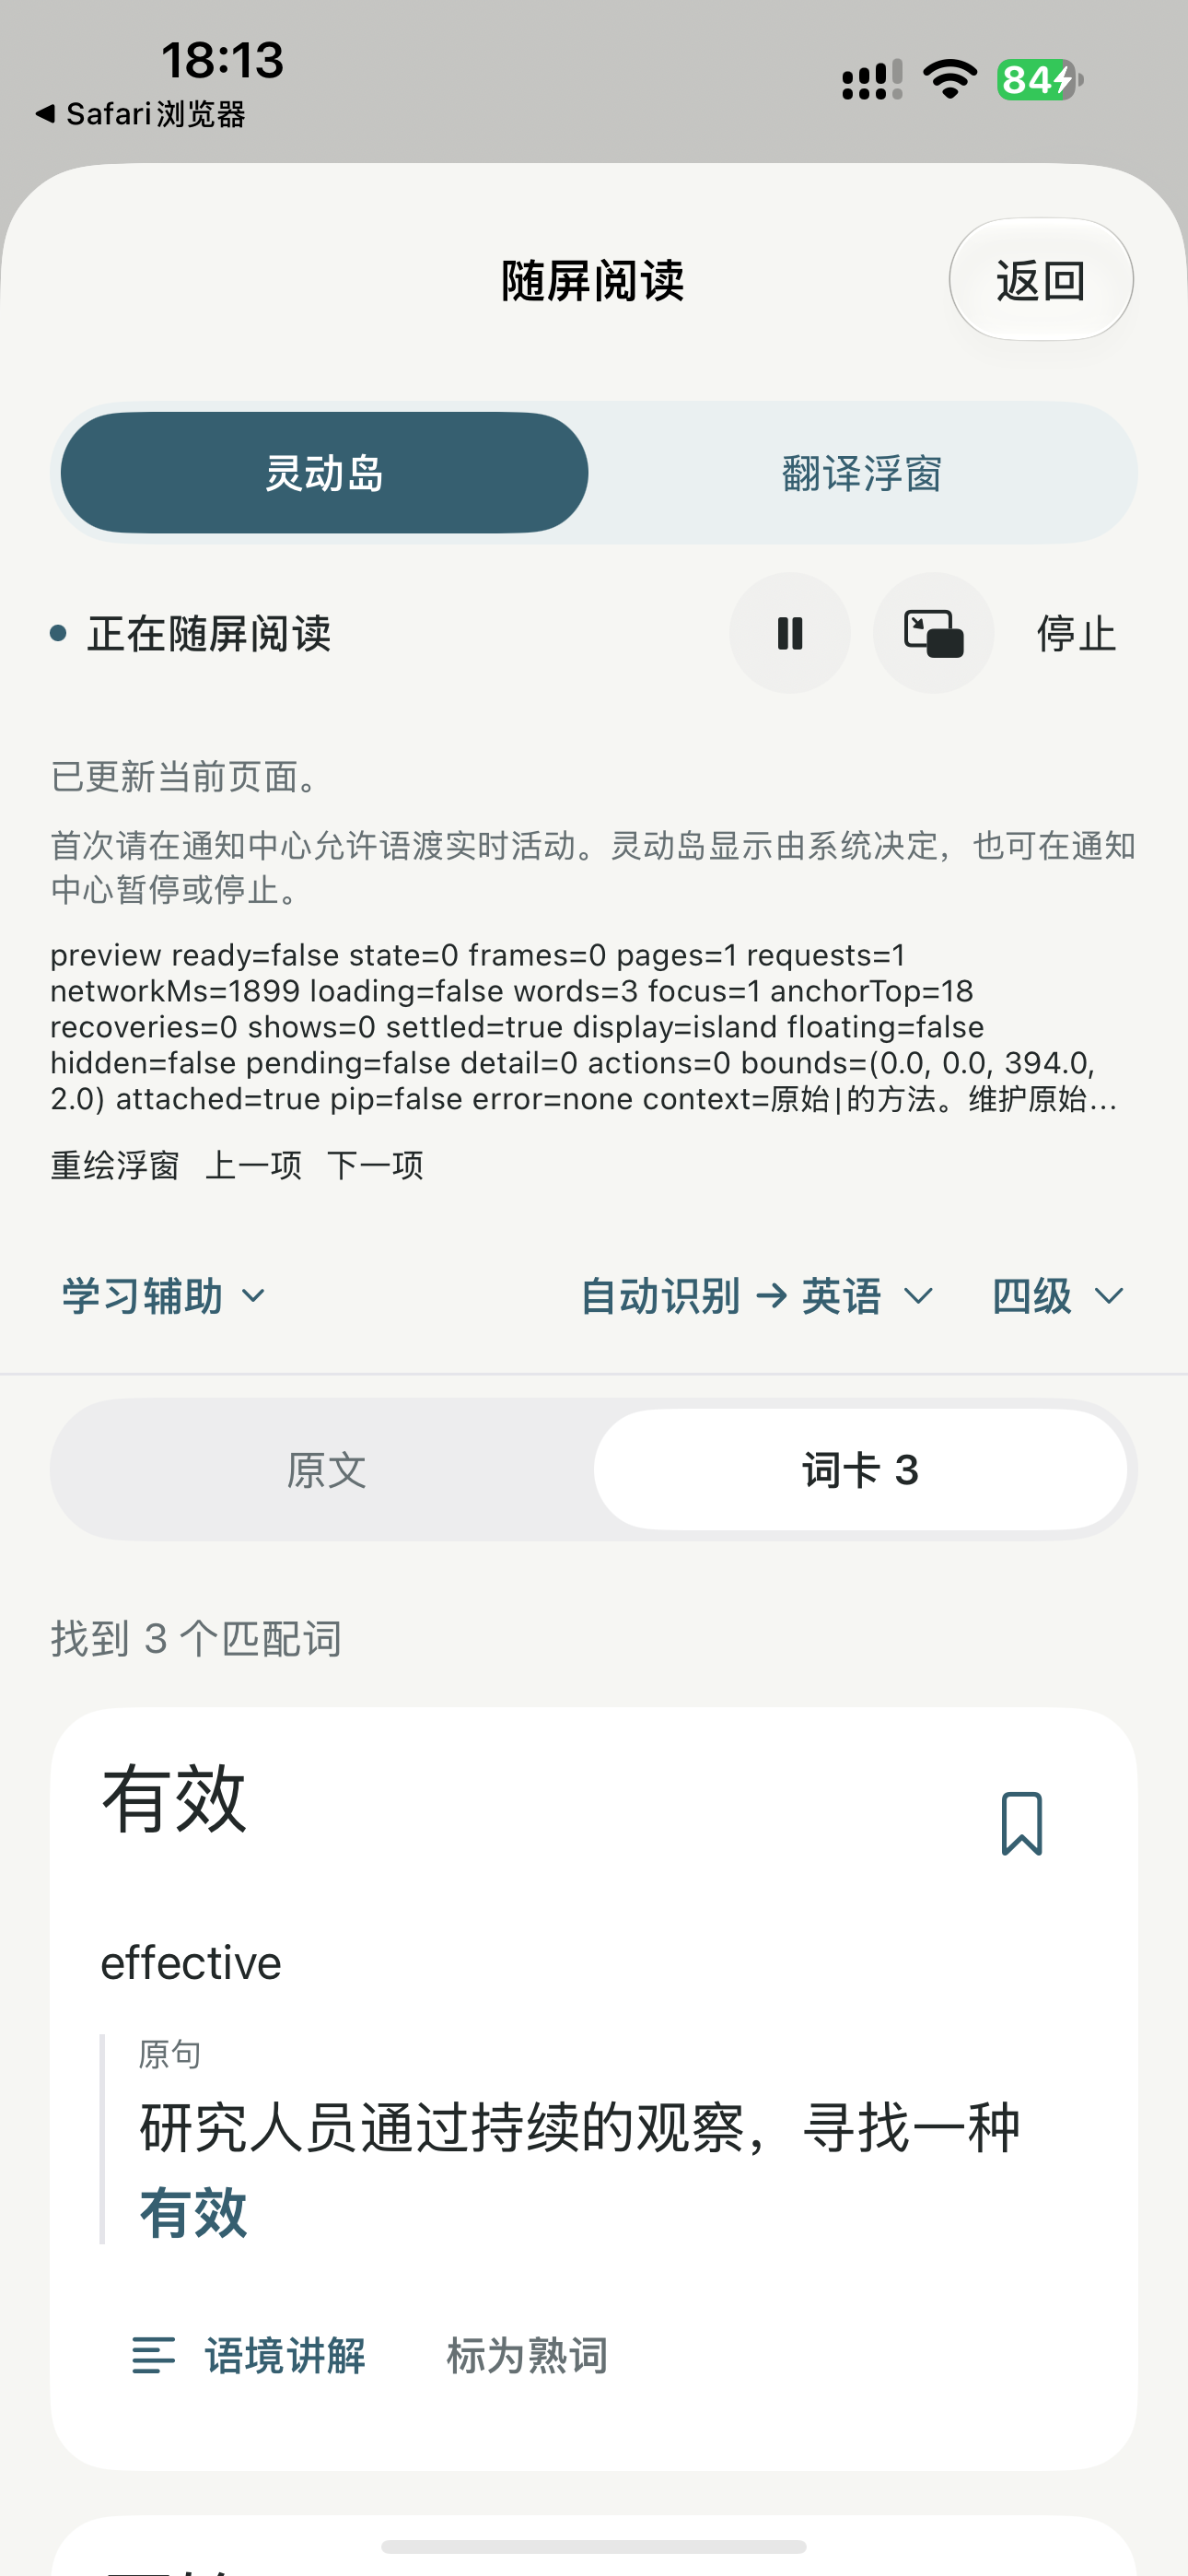 18:13
84
◀ Safari浏览器
随屏阅读
返回
灵动岛
翻译浮窗
正在随屏阅读
停止
已更新当前页面。
首次请在通知中心允许语渡实时活动。灵动岛显示由系统决定，也可在通知
中心暂停或停止。
preview ready=false state=0 frames=0 pages=1 requests=1
networkMs=1899 loading=false words=3 focus=1 anchorTop=18
recoveries=0 shows=0 settled=true display=island floating=false
hidden=false pending=false detail=0 actions=0 bounds=(0.0, 0.0, 394.0,
2.0) attached=true pip=false error=none context=原始|的方法。维护原始...
重绘浮窗 上一项 下一项
学习辅助
自动识别 → 英语
四级
原文
词卡 3
找到 3 个匹配词
有效
effective
原句
研究人员通过持续的观察，寻找一种
有效
语境讲解
标为熟词